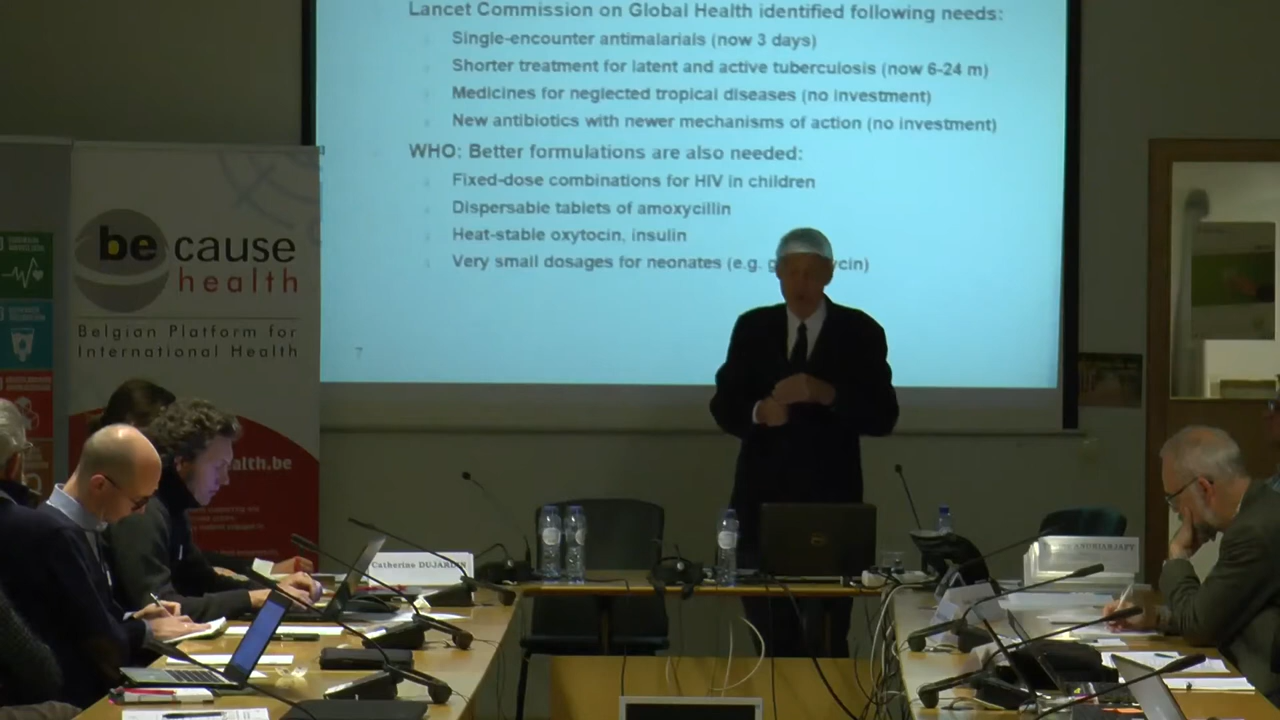 Lancet Commission on Global Health identified following needs:
Single-encounter antimalarials (now 3 days)
Shorter treatment for latent and active tuberculosis (now 6-24 m)
Medicines for neglected tropical diseases (no investment)
New antibiotics with newer mechanisms of action (no investment)
WHO: Better formulations are also needed:
Fixed-dose combinations for HIV in children
Dispersable tablets of amoxycillin
Heat-stable oxytocin, insulin
Very small dosages for neonates (e.g. g cin)
7
be cause
health
Belgian Platform for
International Health
alth.be
Catherine DUJARDIN